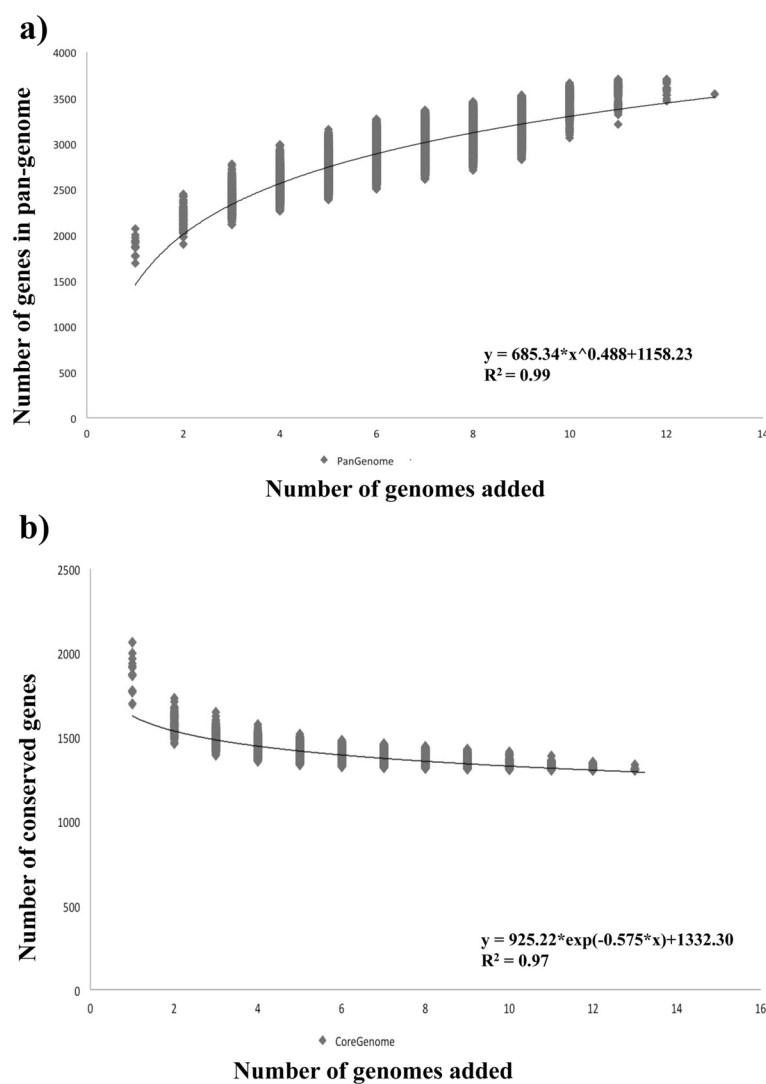 a)
Number of genes in pan-genome
4000
3500
3000
2500
2000
1500
1000
500
0
0 2 4 6 8 10 12 14
y = 685.34*x^0.488+1158.23
R² = 0.99
PanGenome
Number of genomes added
b)
Number of conserved genes
2500
2000
1500
1000
500
0
0 2 4 6 8 10 12 14 16
y = 925.22*exp(-0.575*x)+1332.30
R² = 0.97
CoreGenome
Number of genomes added